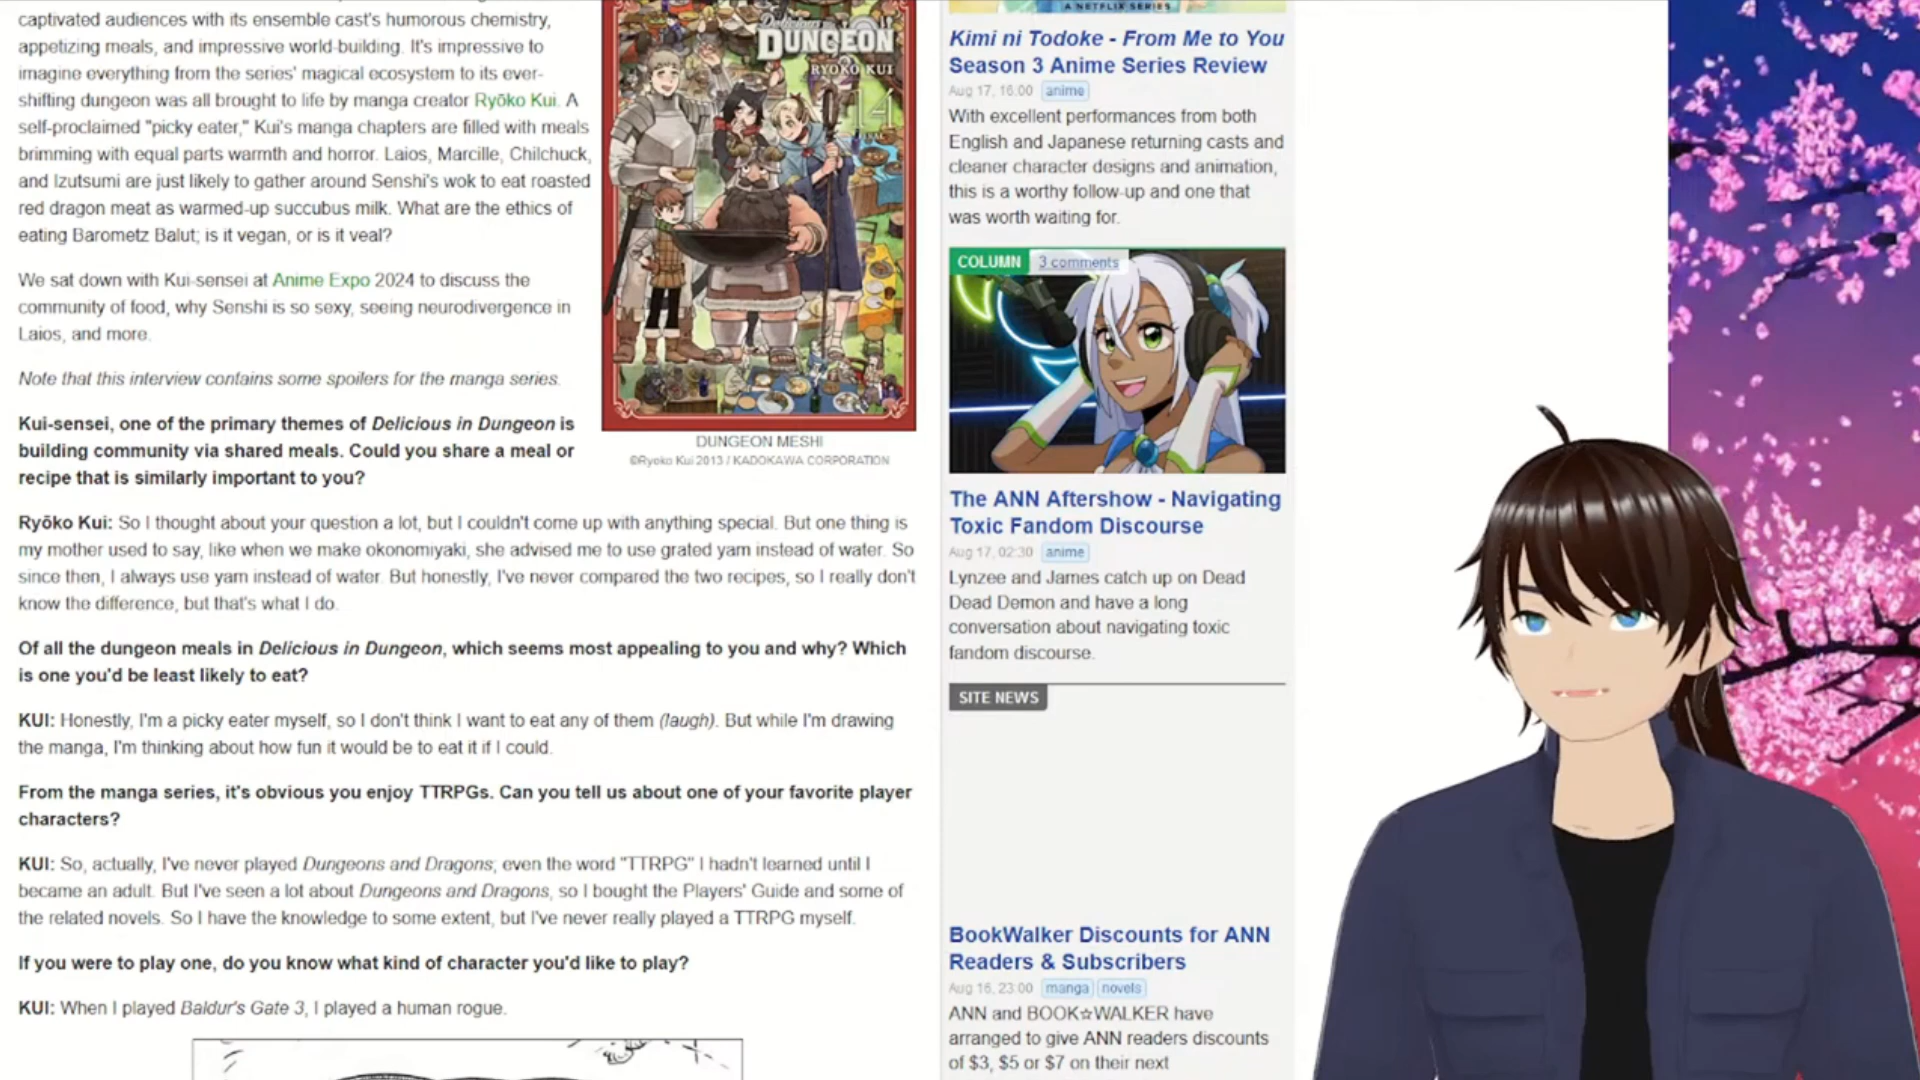 captivated audiences with its ensemble cast's humorous chemistry,
appetizing meals, and impressive world-building. It's impressive to
imagine everything from the series' magical ecosystem to its ever-
shifting dungeon was all brought to life by manga creator Ryōko Kui. A
self-proclaimed "picky eater," Kui's manga chapters are filled with meals
brimming with equal parts warmth and horror. Laios, Marcille, Chilchuck,
and Izutsumi are just likely to gather around Senshi's wok to eat roasted
red dragon meat as warmed-up succubus milk. What are the ethics of
eating Barometz Balut; is it vegan, or is it veal?
We sat down with Kui-sensei at Anime Expo 2024 to discuss the
community of food, why Senshi is so sexy, seeing neurodivergence in
Laios, and more.
Note that this interview contains some spoilers for the manga series.
Delicious in
DUNGEON
RYOKO KUI
14
DUNGEON MESHI
©Ryoko Kui 2013 / KADOKAWA CORPORATION
Kui-sensei, one of the primary themes of Delicious in Dungeon is
building community via shared meals. Could you share a meal or
recipe that is similarly important to you?
Ryōko Kui: So I thought about your question a lot, but I couldn't come up with anything special. But one thing is
my mother used to say, like when we make okonomiyaki, she advised me to use grated yam instead of water. So
since then, I always use yam instead of water. But honestly, I've never compared the two recipes, so I really don't
know the difference, but that's what I do.
Of all the dungeon meals in Delicious in Dungeon, which seems most appealing to you and why? Which
is one you'd be least likely to eat?
KUI: Honestly, I'm a picky eater myself, so I don't think I want to eat any of them (laugh). But while I'm drawing
the manga, I'm thinking about how fun it would be to eat it if I could.
From the manga series, it's obvious you enjoy TTRPGs. Can you tell us about one of your favorite player
characters?
KUI: So, actually, I've never played Dungeons and Dragons; even the word "TTRPG" I hadn't learned until I
became an adult. But I've seen a lot about Dungeons and Dragons, so I bought the Players' Guide and some of
the related novels. So I have the knowledge to some extent, but I've never really played a TTRPG myself.
If you were to play one, do you know what kind of character you'd like to play?
KUI: When I played Baldur's Gate 3, I played a human rogue.
A NETFLIX SERIES
Kimi ni Todoke - From Me to You
Season 3 Anime Series Review
Aug 17, 16:00 anime
With excellent performances from both
English and Japanese returning casts and
cleaner character designs and animation,
this is a worthy follow-up and one that
was worth waiting for.
COLUMN 3 comments
The ANN Aftershow - Navigating
Toxic Fandom Discourse
Aug 17, 02:30 anime
Lynzee and James catch up on Dead
Dead Demon and have a long
conversation about navigating toxic
fandom discourse.
SITE NEWS
BookWalker Discounts for ANN
Readers & Subscribers
Aug 16, 23:00 manga novels
ANN and BOOK☆WALKER have
arranged to give ANN readers discounts
of $3, $5 or $7 on their next